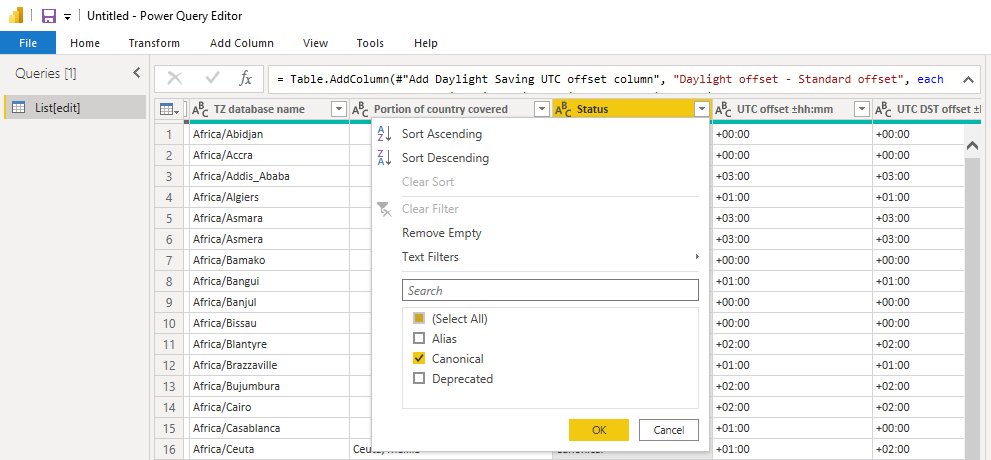 Untitled - Power Query Editor
File Home Transform Add Column View Tools Help
Queries [1]
List[edit]
fx = Table.AddColumn(#"Add Daylight Saving UTC offset column", "Daylight offset - Standard offset", each
TZ database name Portion of country covered Status UTC offset ±hh:mm UTC DST offset
1 Africa/Abidjan +00:00 +00:00
2 Africa/Accra +00:00 +00:00
3 Africa/Addis_Ababa +03:00 +03:00
4 Africa/Algiers +01:00 +01:00
5 Africa/Asmara +03:00 +03:00
6 Africa/Asmera +03:00 +03:00
7 Africa/Bamako +00:00 +00:00
8 Africa/Bangui +01:00 +01:00
9 Africa/Banjul +00:00 +00:00
10 Africa/Bissau +00:00 +00:00
11 Africa/Blantyre +02:00 +02:00
12 Africa/Brazzaville +01:00 +01:00
13 Africa/Bujumbura +02:00 +02:00
14 Africa/Cairo +02:00 +02:00
15 Africa/Casablanca +01:00 +00:00
16 Africa/Ceuta +01:00 +02:00
Sort Ascending
Sort Descending
Clear Sort
Clear Filter
Remove Empty
Text Filters
Search
(Select All)
Alias
Canonical
Deprecated
OK Cancel